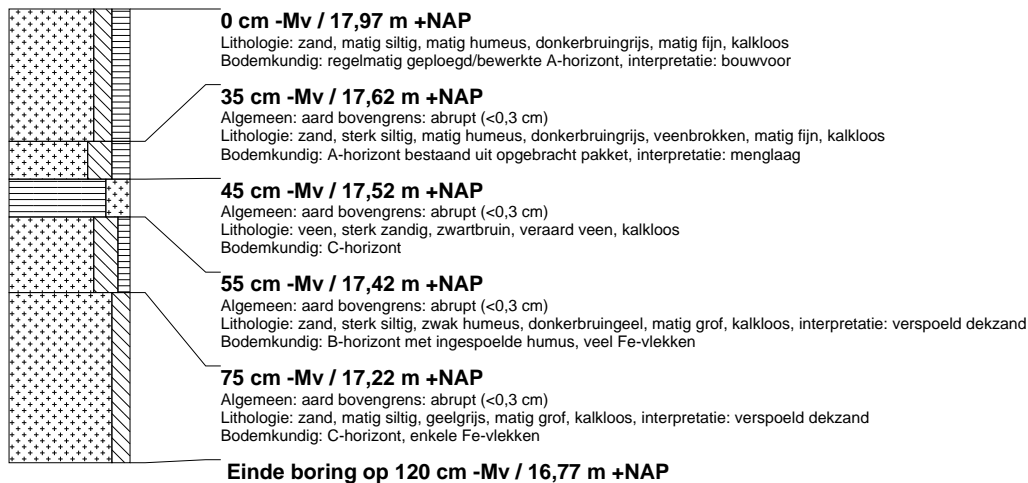 0 cm -Mv / 17,97 m +NAP
Lithologie: zand, matig siltig, matig humeus, donkerbruingrijs, matig fijn, kalkloos
Bodemkundig: regelmatig geploegd/bewerkte A-horizont, interpretatie: bouwvoor
35 cm -Mv / 17,62 m +NAP
Algemeen: aard bovengrens: abrupt (<0,3 cm)
Lithologie: zand, sterk siltig, matig humeus, donkerbruingrijs, veenbrokken, matig fijn, kalkloos
Bodemkundig: A-horizont bestaand uit opgebracht pakket, interpretatie: menglaag
45 cm -Mv / 17,52 m +NAP
Algemeen: aard bovengrens: abrupt (<0,3 cm)
Lithologie: veen, sterk zandig, zwartbruin, veraard veen, kalkloos
Bodemkundig: C-horizont
55 cm -Mv / 17,42 m +NAP
Algemeen: aard bovengrens: abrupt (<0,3 cm)
Lithologie: zand, sterk siltig, zwak humeus, donkerbruingeel, matig grof, kalkloos, interpretatie: verspoeld dekzand
Bodemkundig: B-horizont met ingespoelde humus, veel Fe-vlekken
75 cm -Mv / 17,22 m +NAP
Algemeen: aard bovengrens: abrupt (<0,3 cm)
Lithologie: zand, matig siltig, geelgrijs, matig grof, kalkloos, interpretatie: verspoeld dekzand
Bodemkundig: C-horizont, enkele Fe-vlekken
Einde boring op 120 cm -Mv / 16,77 m +NAP